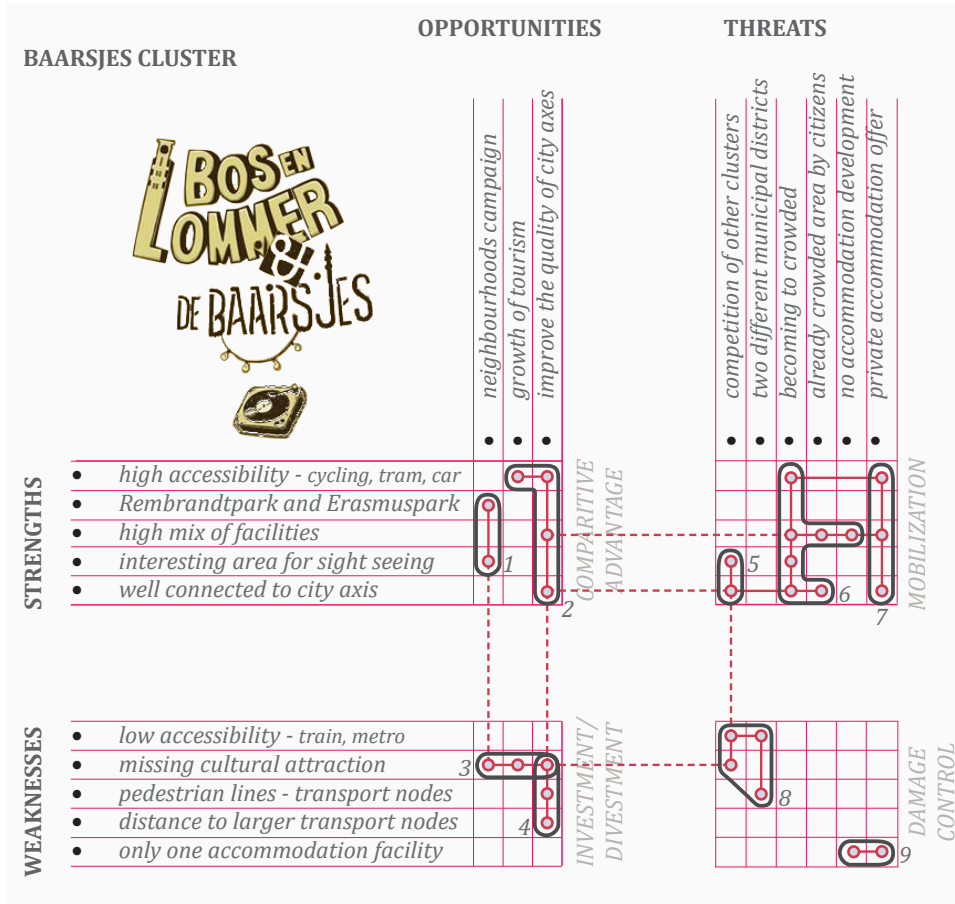 OPPORTUNITIES
THREATS
BAARSJES CLUSTER
BOS EN
LOMMER
&
DE BAARSJES
neighbourhoods campaign
growth of tourism
improve the quality of city axes
competition of other clusters
two different municipal districts
becoming to crowded
already crowded area by citizens
no accommodation development
private accommodation offer
STRENGTHS
high accessibility - cycling, tram, car
Rembrandtpark and Erasmuspark
high mix of facilities
interesting area for sight seeing
well connected to city axis
1
2
COMPARITIVE
ADVANTAGE
5
6
7
MOBILIZATION
WEAKNESSES
low accessibility - train, metro
missing cultural attraction
pedestrian lines - transport nodes
distance to larger transport nodes
only one accommodation facility
3
4
INVESTMENT/
DIVESTMENT
8
9
DAMAGE
CONTROL